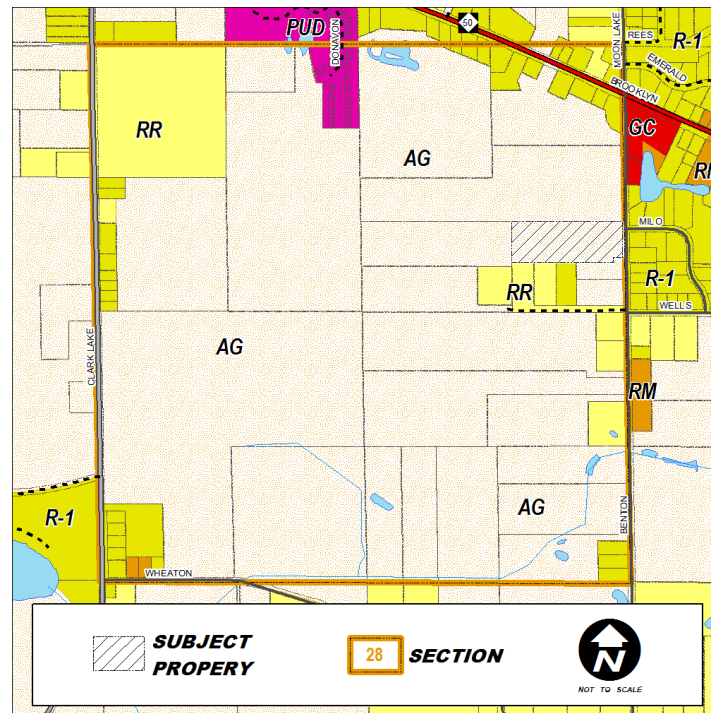 PUD
DONAVON
50
MOON LAKE
REES
R-1
EMERALD
BROOKLYN
RR
GC
AG
RM
MILO
R-1
RR
WELLS
CLARK LAKE
AG
RM
AG
BENTON
R-1
WHEATON
SUBJECT
PROPERY
28
SECTION
N
NOT TO SCALE